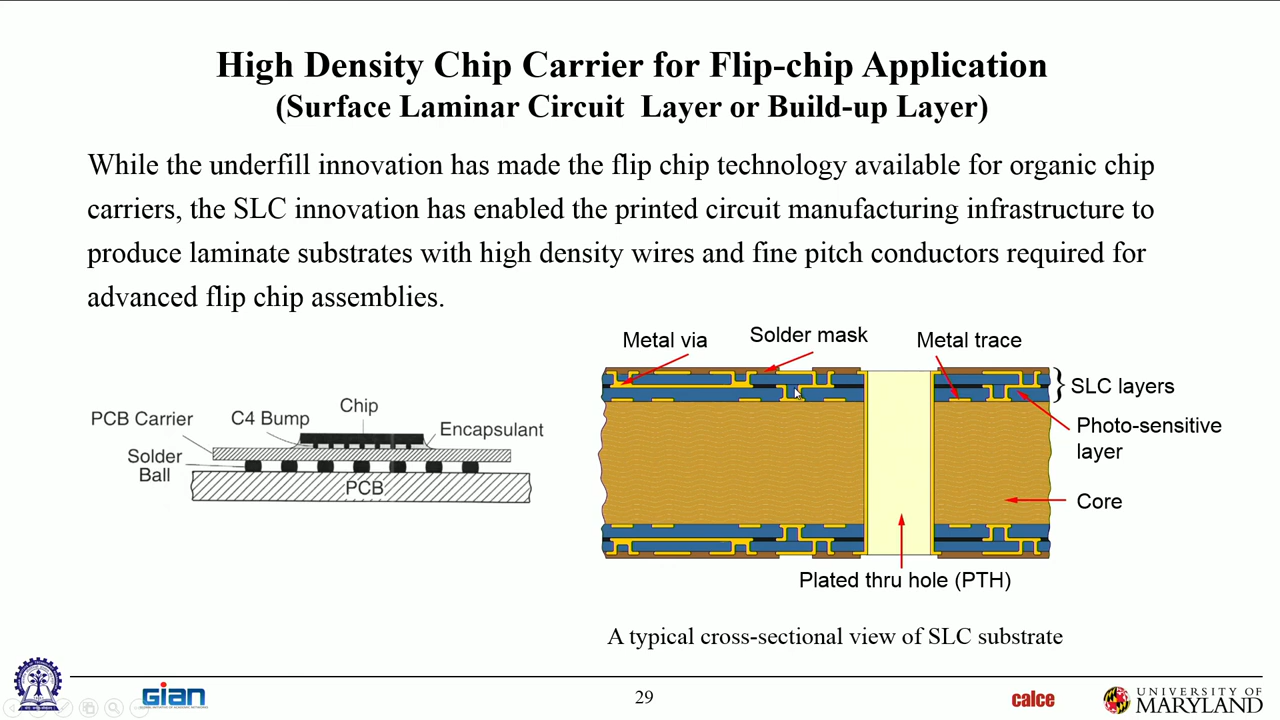 High Density Chip Carrier for Flip-chip Application
(Surface Laminar Circuit Layer or Build-up Layer)
While the underfill innovation has made the flip chip technology available for organic chip
carriers, the SLC innovation has enabled the printed circuit manufacturing infrastructure to
produce laminate substrates with high density wires and fine pitch conductors required for
advanced flip chip assemblies.
PCB Carrier
C4 Bump
Chip
Encapsulant
Solder
Ball
PCB
Metal via
Solder mask
Metal trace
SLC layers
Photo-sensitive
layer
Core
Plated thru hole (PTH)
A typical cross-sectional view of SLC substrate
GIAN
29
calce
UNIVERSITY OF
MARYLAND